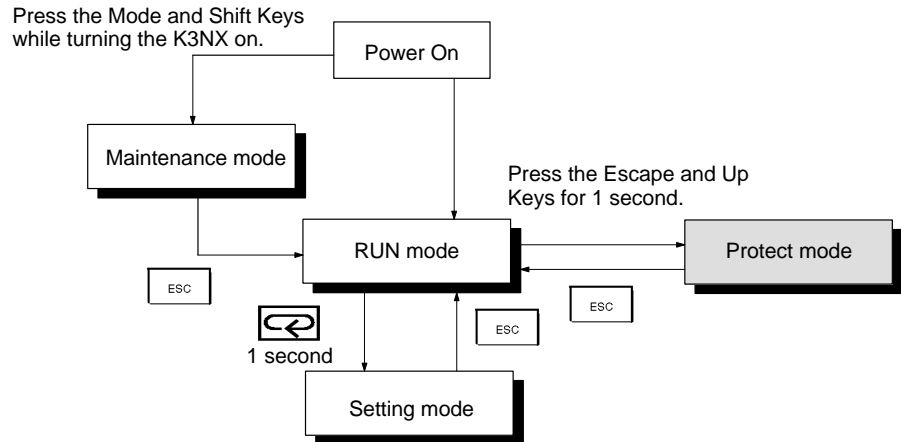 Press the Mode and Shift Keys
while turning the K3NX on.
Power On
Maintenance mode
Press the Escape and Up
Keys for 1 second.
RUN mode
Protect mode
ESC
ESC
1 second
ESC
Setting mode